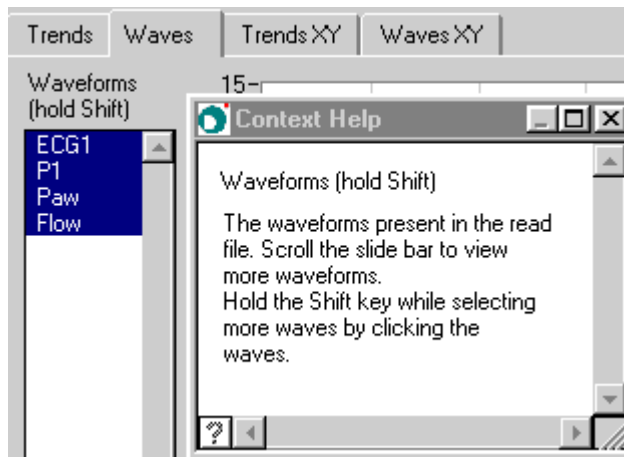 Trends Waves Trends XY Waves XY
Waveforms
(hold Shift)
15-
ECG1
P1
Paw
Flow
Context Help
Waveforms (hold Shift)
The waveforms present in the read
file. Scroll the slide bar to view
more waveforms.
Hold the Shift key while selecting
more waves by clicking the
waves.
?